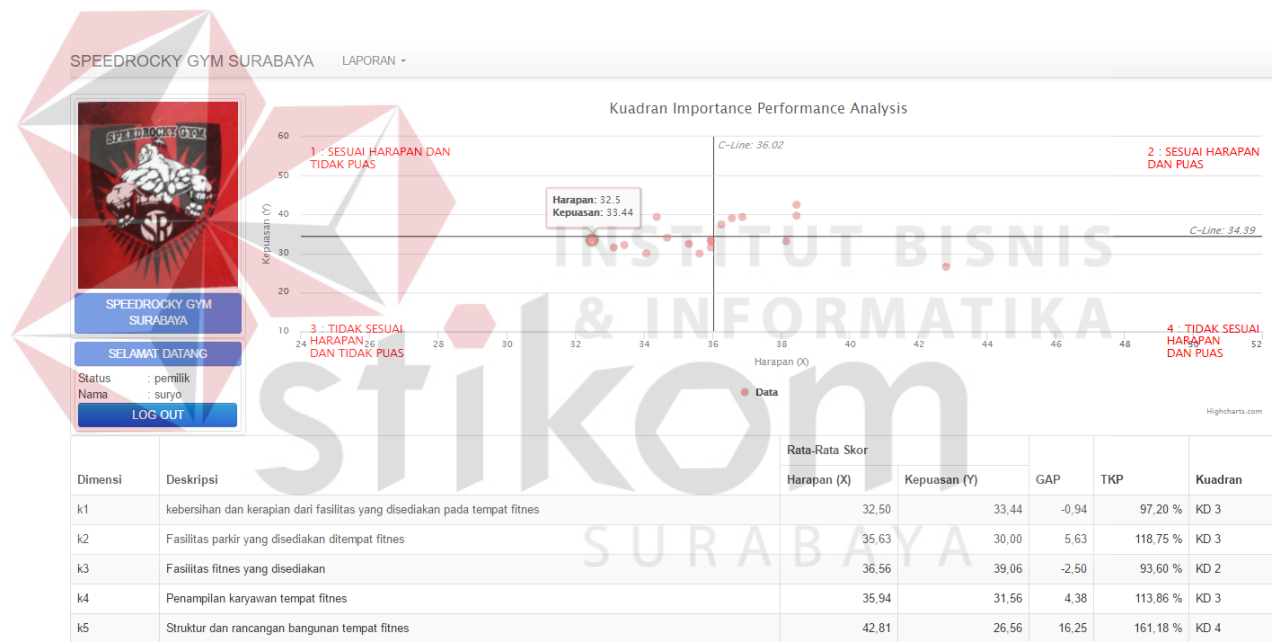 SPEEDROCKY GYM SURABAYA
LAPORAN
SPEEDROCKY GYM
SPEEDROCKY GYM
SURABAYA
SELAMAT DATANG
Status : pemilik
Nama : suryo
LOG OUT
Kuadran Importance Performance Analysis
1 : SESUAI HARAPAN DAN
TIDAK PUAS
2 : SESUAI HARAPAN
DAN PUAS
C-Line: 36.02
C-Line: 34.39
Harapan: 32.5
Kepuasan: 33.44
Kepuasan (Y)
60
50
40
30
20
10
3 : TIDAK SESUAI
HARAPAN
DAN TIDAK PUAS
4 : TIDAK SESUAI
HARAPAN
DAN PUAS
24 26 28 30 32 34 36 38 40 42 44 46 48 50 52
Harapan (X)
Data
Highcharts.com
INSTITUT BISNIS
& INFORMATIKA
stikom
SURABAYA
Rata-Rata Skor
Dimensi Deskripsi Harapan (X) Kepuasan (Y) GAP TKP Kuadran
k1 kebersihan dan kerapian dari fasilitas yang disediakan pada tempat fitnes 32,50 33,44 -0,94 97,20 % KD 3
k2 Fasilitas parkir yang disediakan ditempat fitnes 35,63 30,00 5,63 118,75 % KD 3
k3 Fasilitas fitnes yang disediakan 36,56 39,06 -2,50 93,60 % KD 2
k4 Penampilan karyawan tempat fitnes 35,94 31,56 4,38 113,86 % KD 3
k5 Struktur dan rancangan bangunan tempat fitnes 42,81 26,56 16,25 161,18 % KD 4